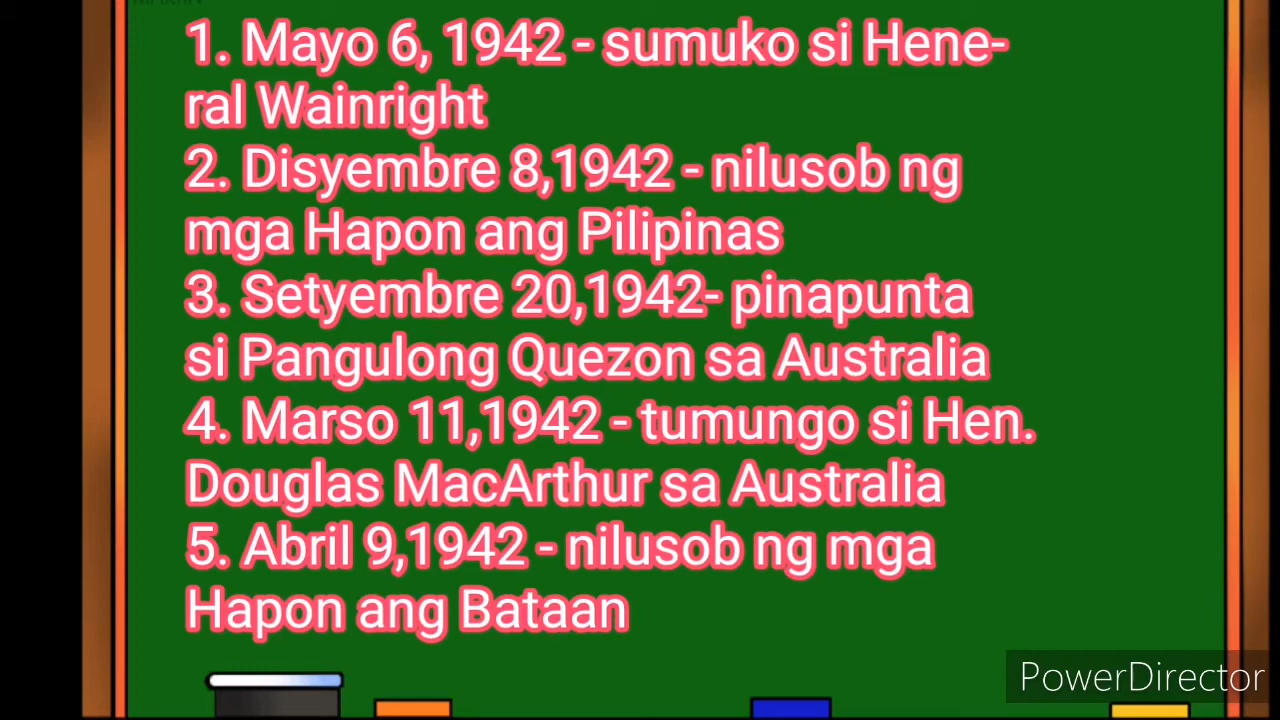 1. Mayo 6, 1942 - sumuko si Hene-
ral Wainright
2. Disyembre 8,1942 - nilusob ng
mga Hapon ang Pilipinas
3. Setyembre 20,1942- pinapunta
si Pangulong Quezon sa Australia
4. Marso 11,1942 - tumungo si Hen.
Douglas MacArthur sa Australia
5. Abril 9,1942 - nilusob ng mga
Hapon ang Bataan
PowerDirector